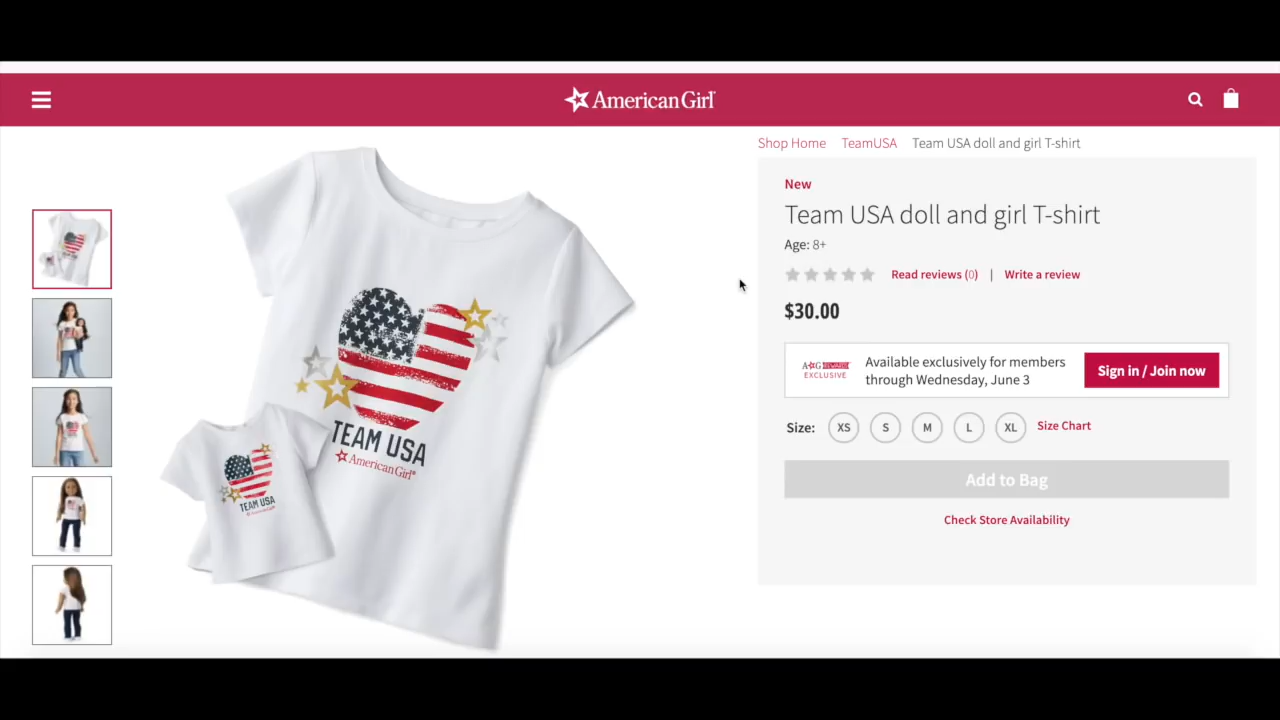 American Girl
Shop Home TeamUSA Team USA doll and girl T-shirt
New
Team USA doll and girl T-shirt
Age: 8+
Read reviews (0) | Write a review
$30.00
Available exclusively for members
through Wednesday, June 3
EXCLUSIVE
Sign in / Join now
Size: XS S M L XL Size Chart
Add to Bag
Check Store Availability
TEAM USA
American Girl
TEAM USA